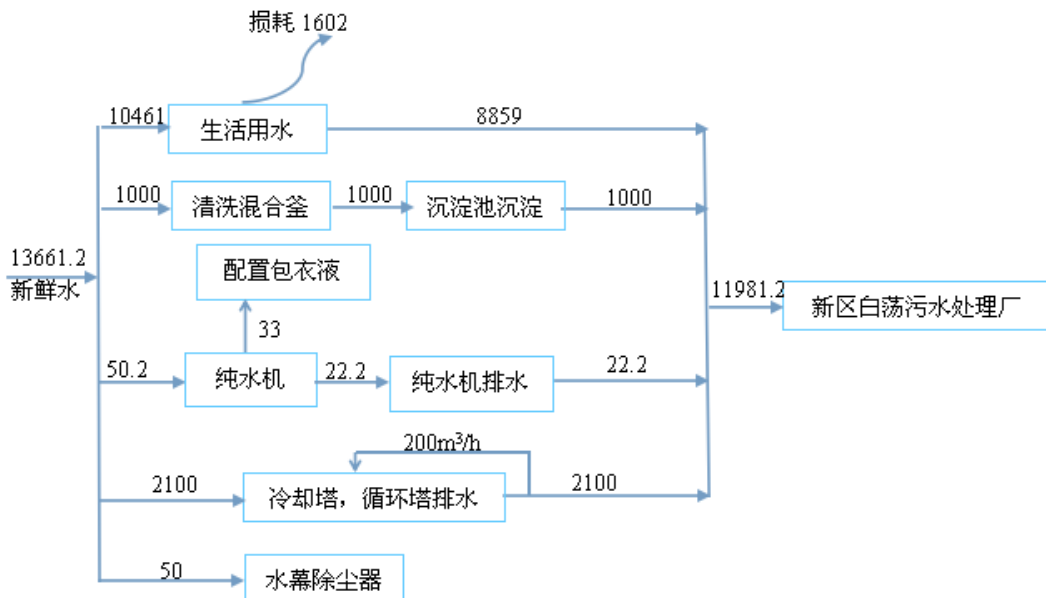 损耗 1602
10461
生活用水
8859
1000
清洗混合釜
1000
沉淀池沉淀
1000
13661.2
新鲜水
配置包衣液
33
11981.2
新区白荡污水处理厂
50.2
纯水机
22.2
纯水机排水
22.2
200m³/h
2100
冷却塔，循环塔排水
2100
50
水幕除尘器